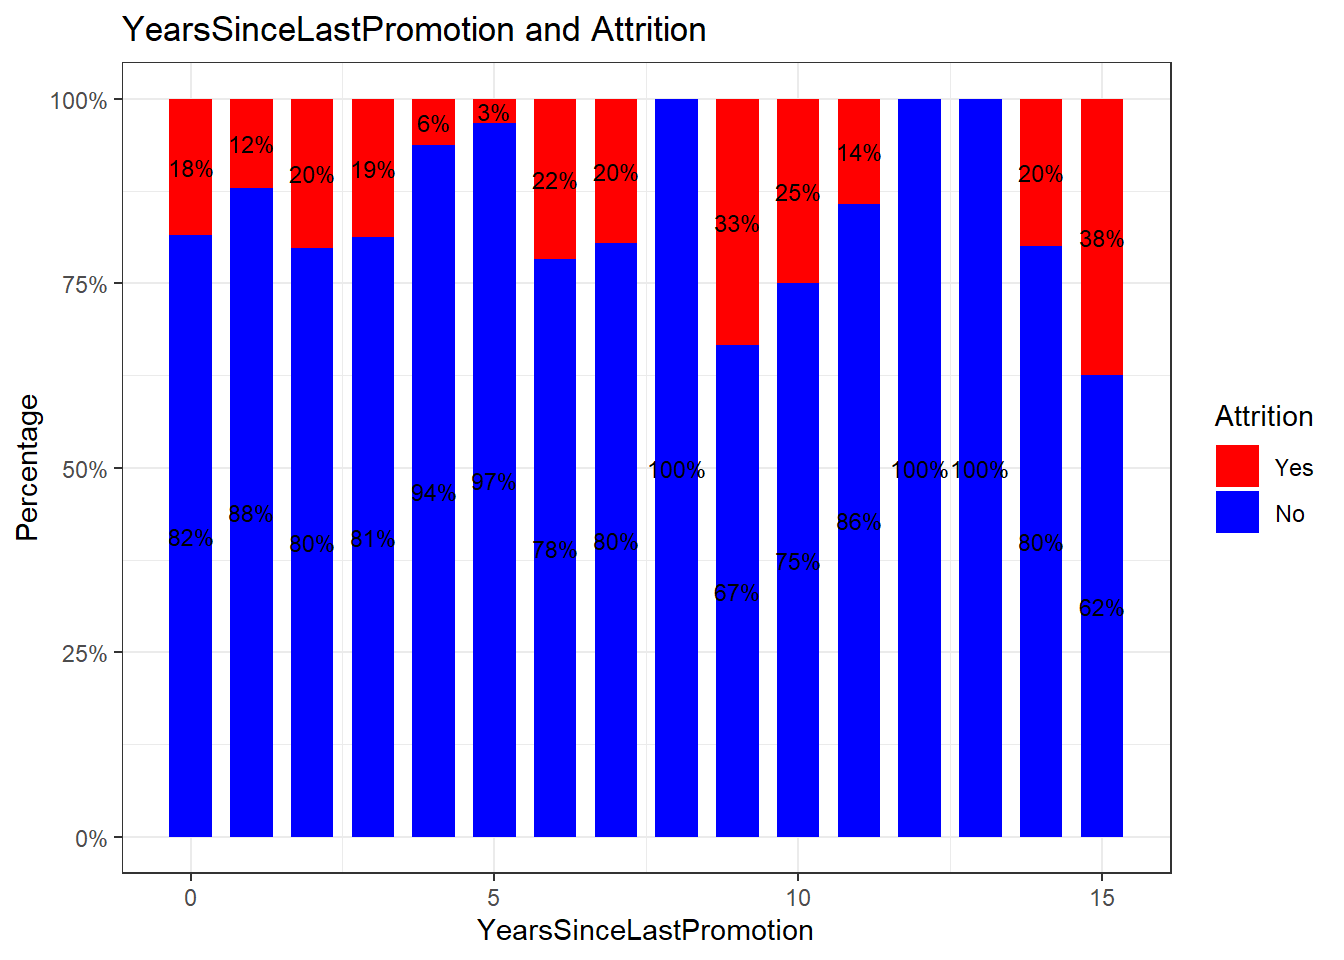 YearsSinceLastPromotion and Attrition
100%
75%
50%
25%
0%
Percentage
18% 12% 20% 19% 6% 3% 22% 20% 33% 25% 14% 20% 38%
82% 88% 80% 81% 94% 97% 78% 80% 100% 67% 75% 86% 100% 100% 80% 62%
0 5 10 15
YearsSinceLastPromotion
Attrition
Yes
No